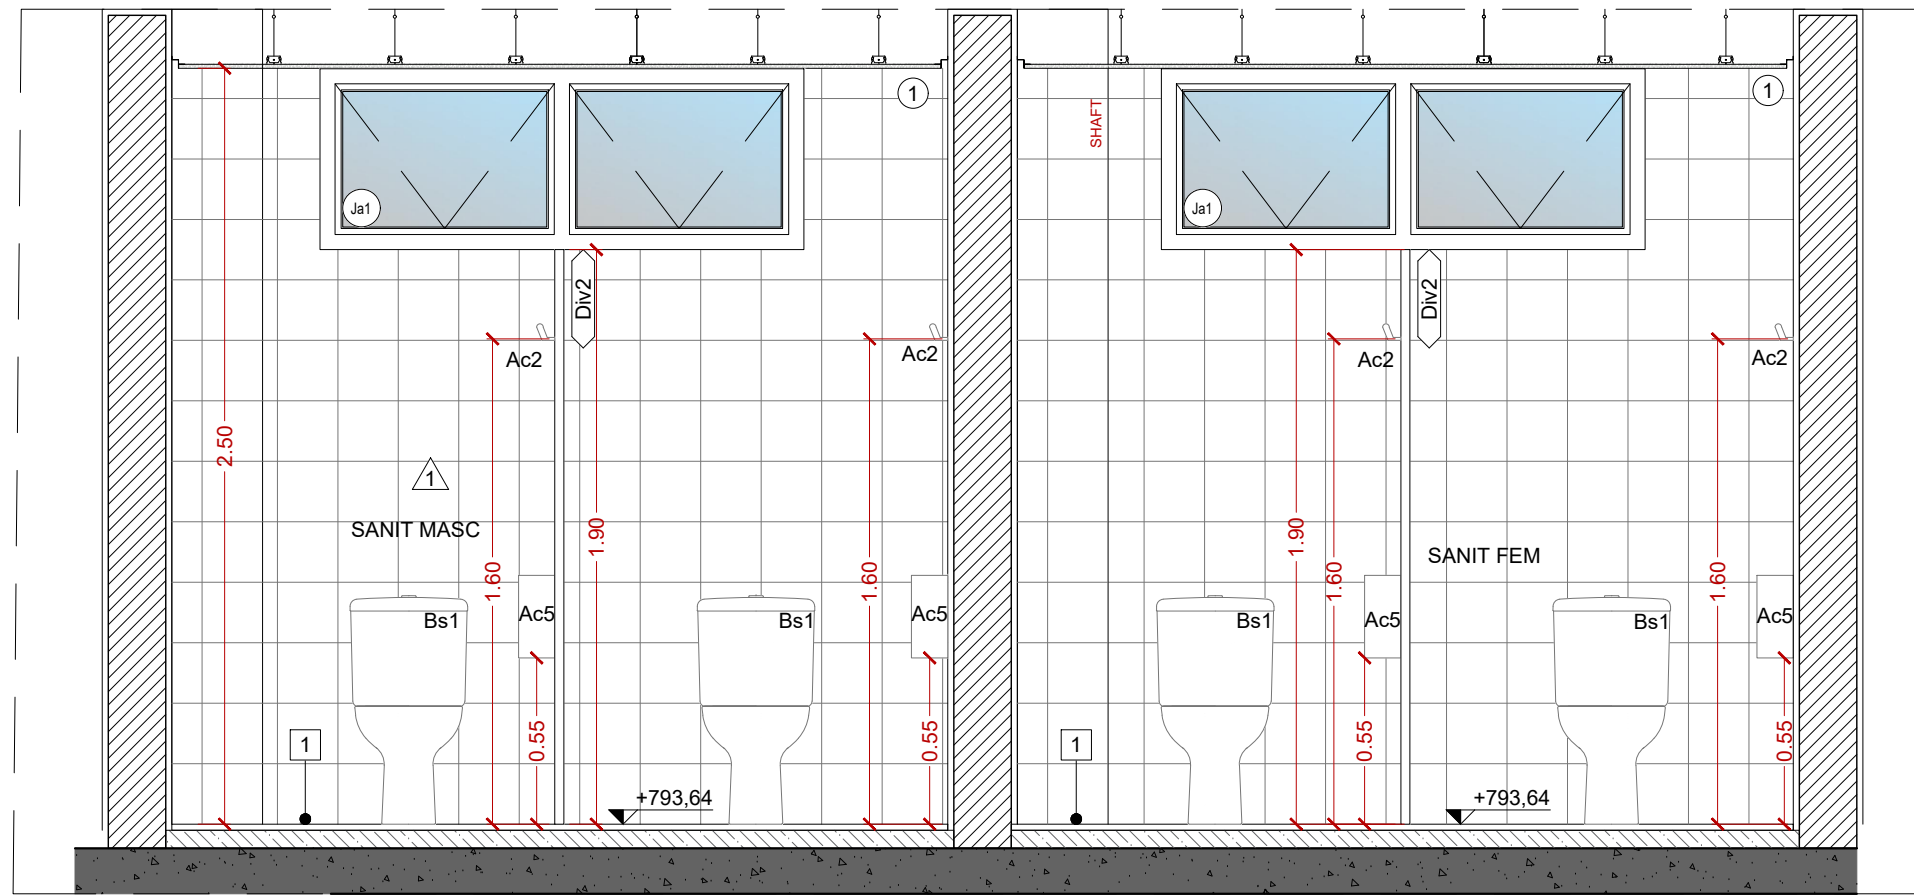 1
1
SHAFT
Ja1
Ja1
Div2
Div2
Ac2
Ac2
Ac2
Ac2
2.50
1
SANIT MASC
1.90
1.90
SANIT FEM
1.60
1.60
1.60
1.60
Bs1
Ac5
Bs1
Ac5
Bs1
Ac5
Bs1
Ac5
1
0.55
0.55
1
0.55
0.55
+793,64
+793,64